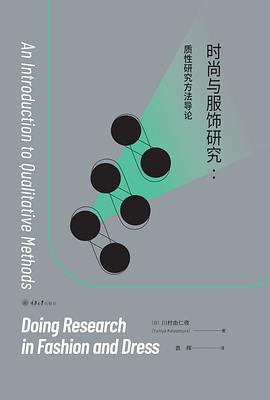 时尚与服饰研究：
质性研究方法导论
An Introduction to Qualitative Methods
重庆大学出版社
Doing Research
in Fashion and Dress
[日] 川村由仁夜
(Yuniya Kawamura) 著
袁 晖 译